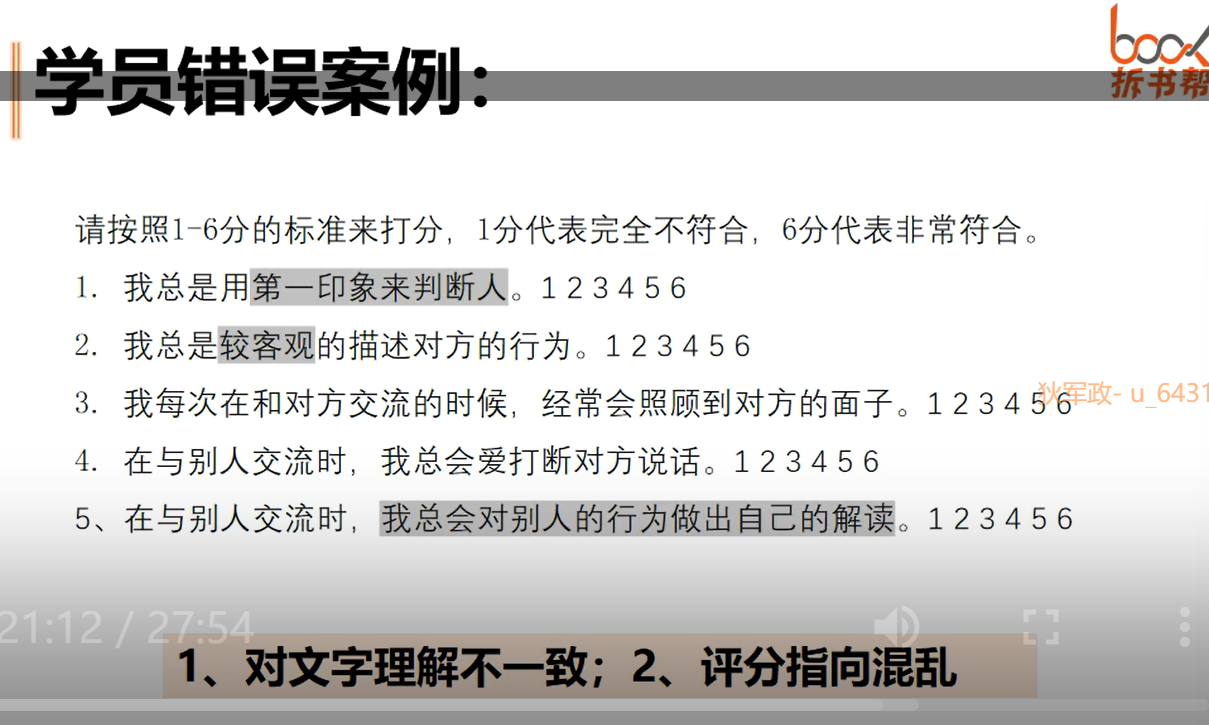 book
拆书帮
学员错误案例：
请按照1-6分的标准来打分，1分代表完全不符合，6分代表非常符合。
1. 我总是用第一印象来判断人。1 2 3 4 5 6
2. 我总是较客观的描述对方的行为。1 2 3 4 5 6
3. 我每次在和对方交流的时候，经常会照顾到对方的面子。1 2 3 4 5 6
狄军政- u_6431
4. 在与别人交流时，我总会爱打断对方说话。1 2 3 4 5 6
5、在与别人交流时，我总会对别人的行为做出自己的解读。1 2 3 4 5 6
21:12 / 27:54
1、对文字理解不一致；2、评分指向混乱